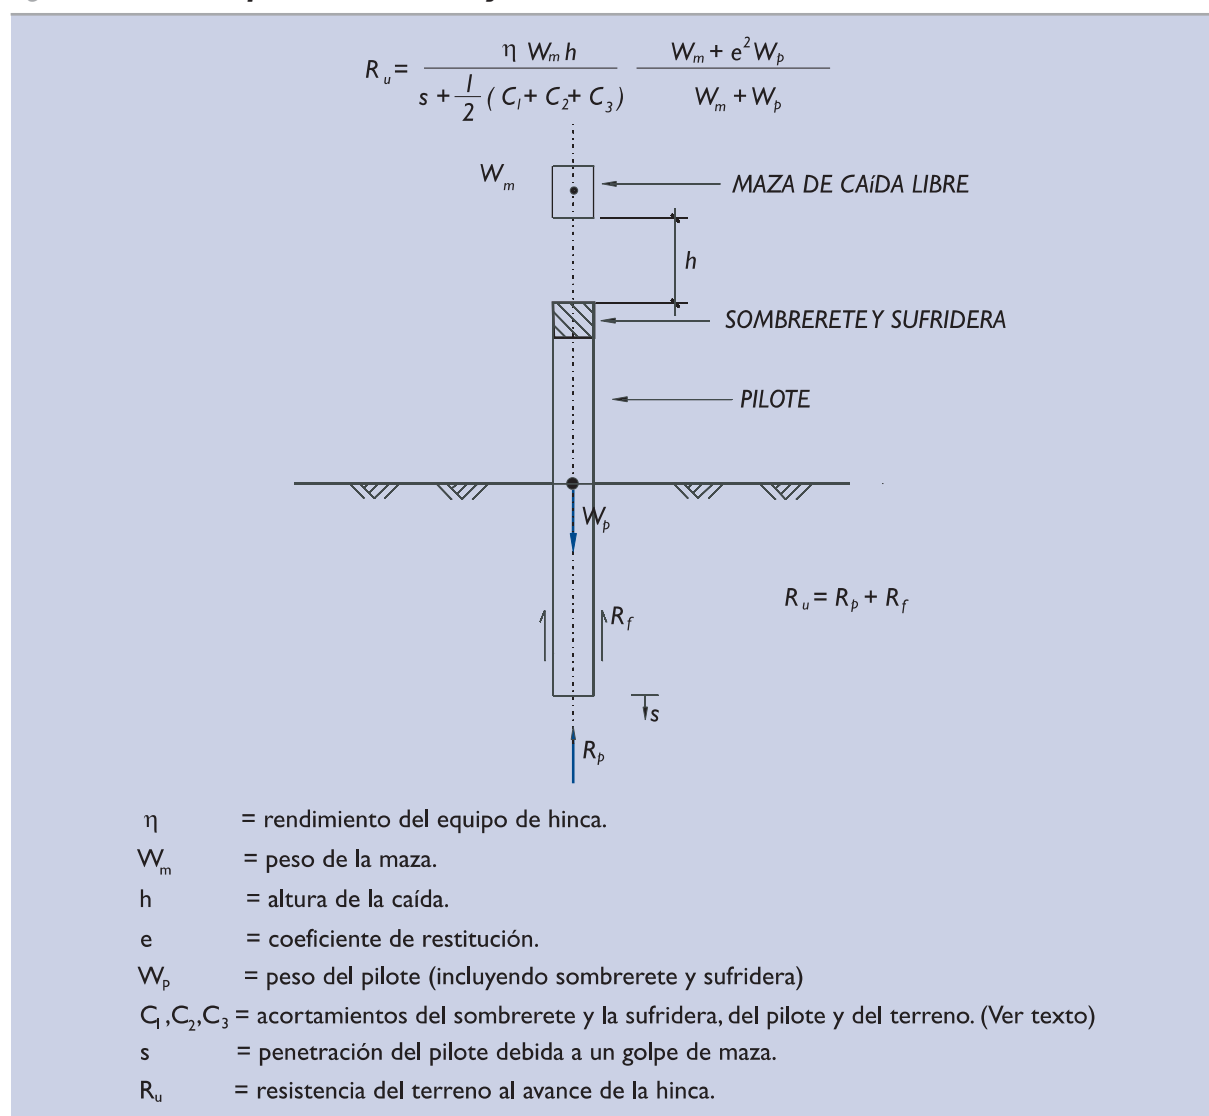 R_u = η W_m h / (s + 1/2 (C_1 + C_2 + C_3)) (W_m + e^2 W_p) / (W_m + W_p)
W_m
MAZA DE CAíDA LIBRE
h
SOMBRERETE Y SUFRIDERA
PILOTE
W_p
R_u = R_p + R_f
R_f
s
R_p
η = rendimiento del equipo de hinca.
W_m = peso de la maza.
h = altura de la caída.
e = coeficiente de restitución.
W_p = peso del pilote (incluyendo sombrerete y sufridera)
C_1,C_2,C_3 = acortamientos del sombrerete y la sufridera, del pilote y del terreno. (Ver texto)
s = penetración del pilote debida a un golpe de maza.
R_u = resistencia del terreno al avance de la hinca.